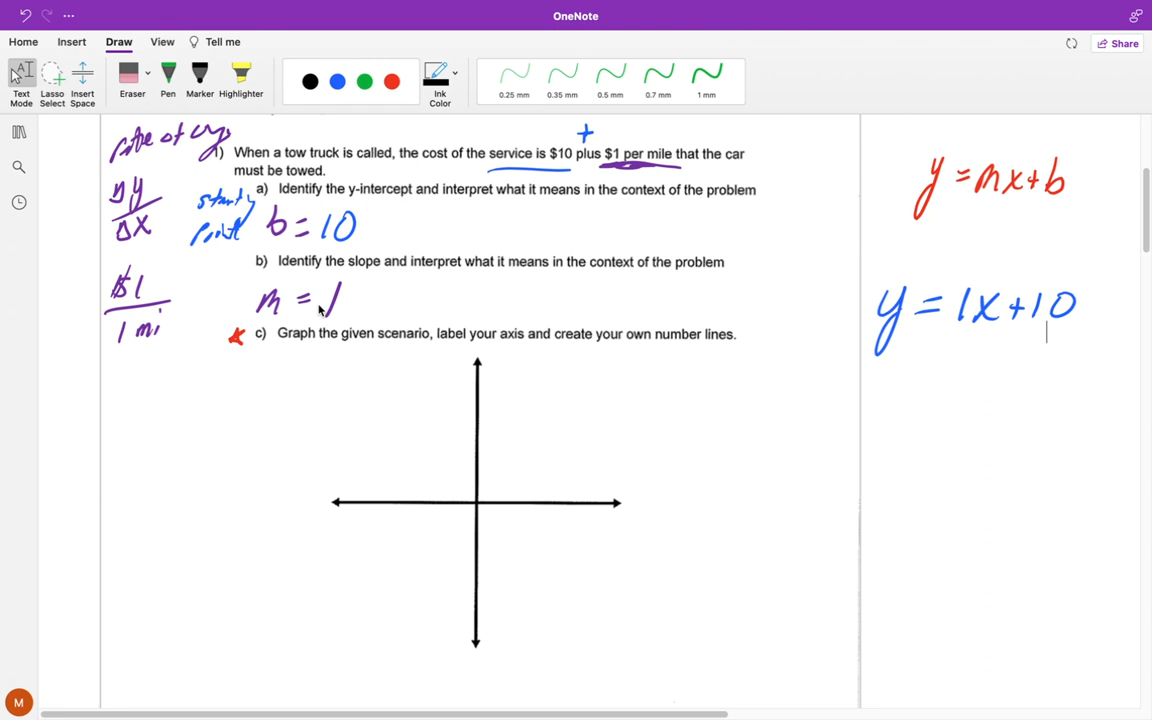 OneNote
Home Insert Draw View Tell me
Share
Text Mode
Lasso Select
Insert Space
Eraser
Pen
Marker
Highlighter
Ink Color
0.25 mm
0.35 mm
0.5 mm
0.7 mm
1 mm
rate of
+
1) When a tow truck is called, the cost of the service is $10 plus $1 per mile that the car
must be towed.
a) Identify the y-intercept and interpret what it means in the context of the problem
Δy
Δx
point b = 10
b) Identify the slope and interpret what it means in the context of the problem
$1
1 mi
m = 1
c) Graph the given scenario, label your axis and create your own number lines.
y = mx + b
y = 1x + 10
M